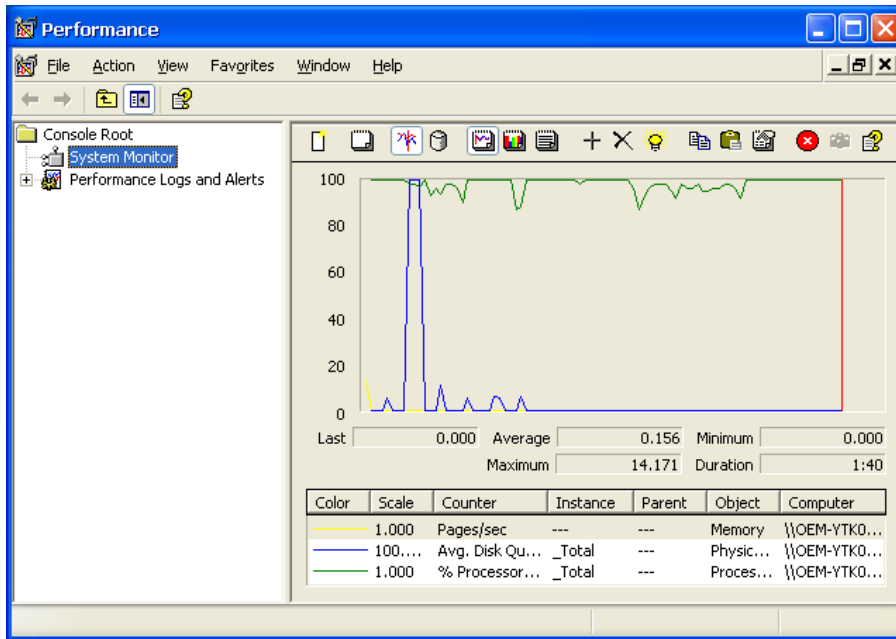 Performance
File Action View Favorites Window Help
Console Root
System Monitor
Performance Logs and Alerts
100
80
60
40
20
0
Last 0.000 Average 0.156 Minimum 0.000
Maximum 14.171 Duration 1:40
Color Scale Counter Instance Parent Object Computer
1.000 Pages/sec --- --- Memory \\OEM-YTK0...
100.... Avg. Disk Qu... _Total --- Physic... \\OEM-YTK0...
1.000 % Processor... _Total --- Proces... \\OEM-YTK0...